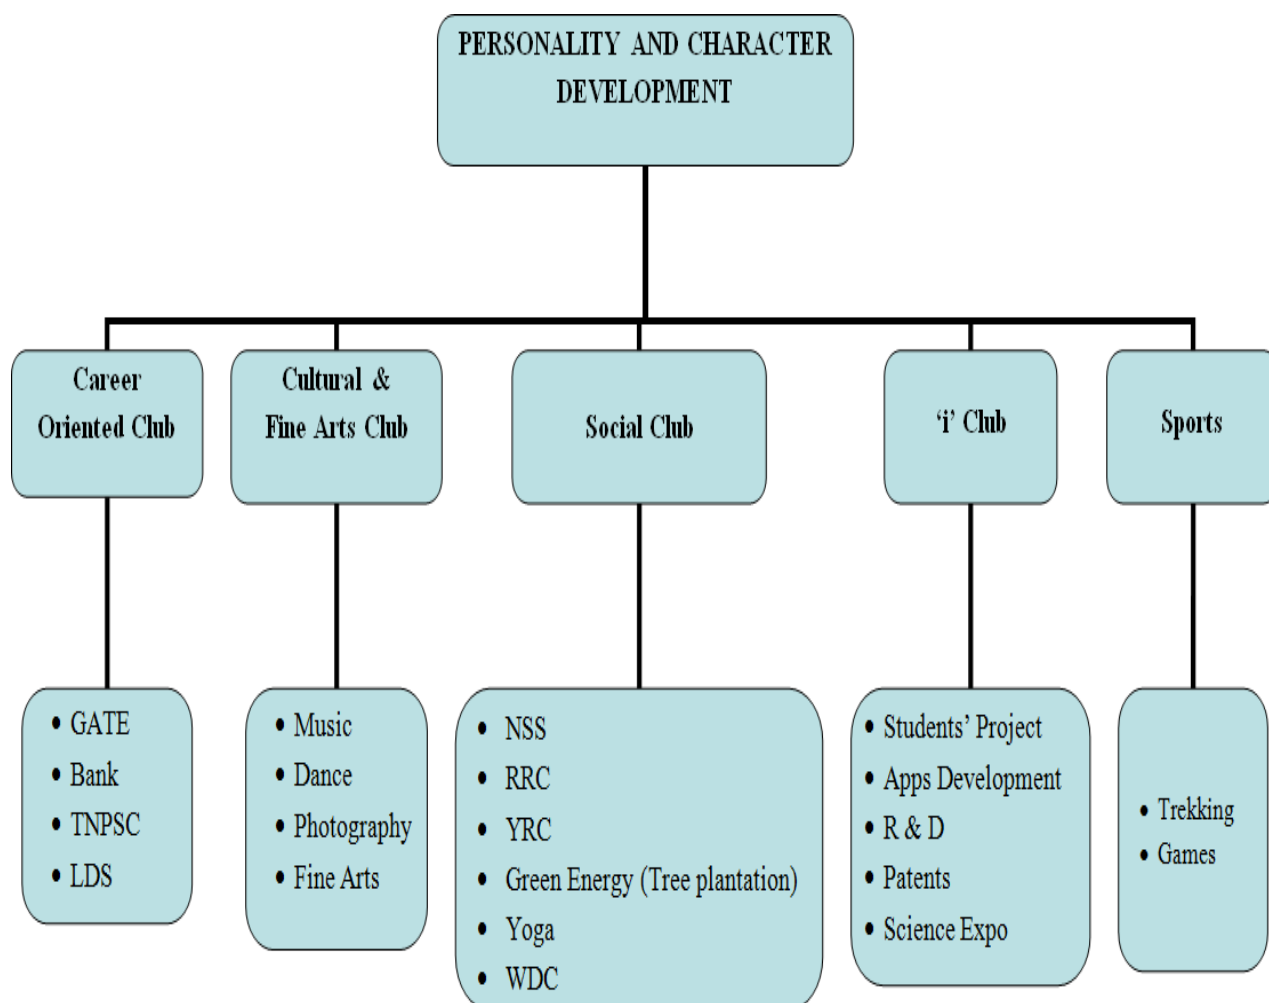 PERSONALITY AND CHARACTER
DEVELOPMENT
Career
Oriented Club
Cultural &
Fine Arts Club
Social Club
‘i’ Club
Sports
• GATE
• Bank
• TNPSC
• LDS
• Music
• Dance
• Photography
• Fine Arts
• NSS
• RRC
• YRC
• Green Energy (Tree plantation)
• Yoga
• WDC
• Students’ Project
• Apps Development
• R & D
• Patents
• Science Expo
• Trekking
• Games